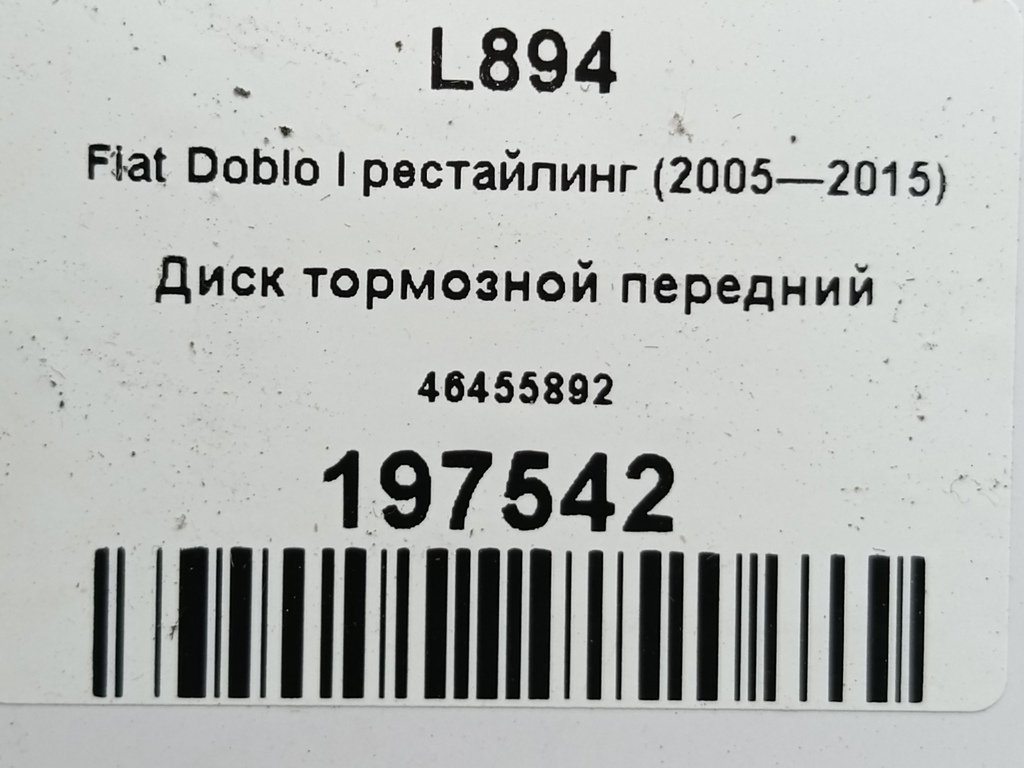 L894
Fiat Doblo I рестайлинг (2005—2015)
Диск тормозной передний
46455892
197542